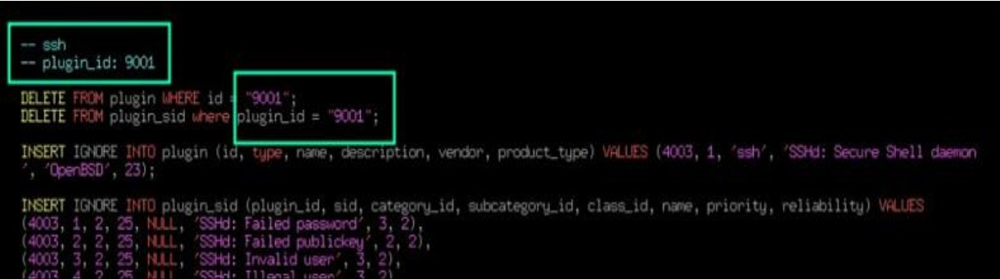 -- ssh
-- plugin_id: 9001
DELETE FROM plugin WHERE id = "9001";
DELETE FROM plugin_sid where plugin_id = "9001";
INSERT IGNORE INTO plugin (id, type, name, description, vendor, product_type) VALUES (4003, 1, 'ssh', 'SSHd: Secure Shell daemon
', 'OpenBSD', 23);
INSERT IGNORE INTO plugin_sid (plugin_id, sid, category_id, subcategory_id, class_id, name, priority, reliability) VALUES
(4003, 1, 2, 25, NULL, 'SSHd: Failed password', 3, 2),
(4003, 2, 2, 25, NULL, 'SSHd: Failed publickey', 2, 2),
(4003, 3, 2, 25, NULL, 'SSHd: Invalid user', 3, 2),
(4003, 4, 2, 25, NULL, 'SSHd: Illegal user', 3, 2)